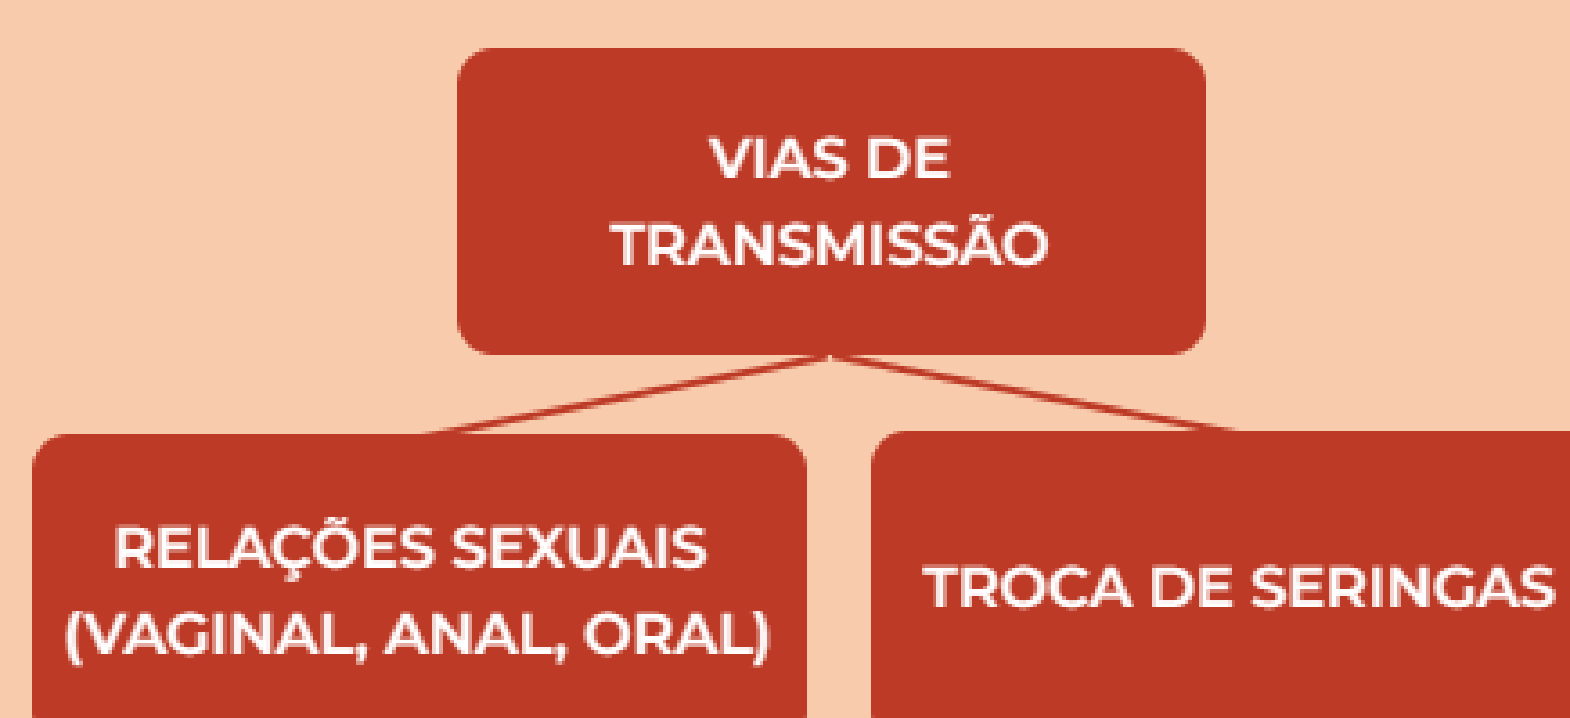 VIAS DE
TRANSMISSÃO
RELAÇÕES SEXUAIS
(VAGINAL, ANAL, ORAL)
TROCA DE SERINGAS